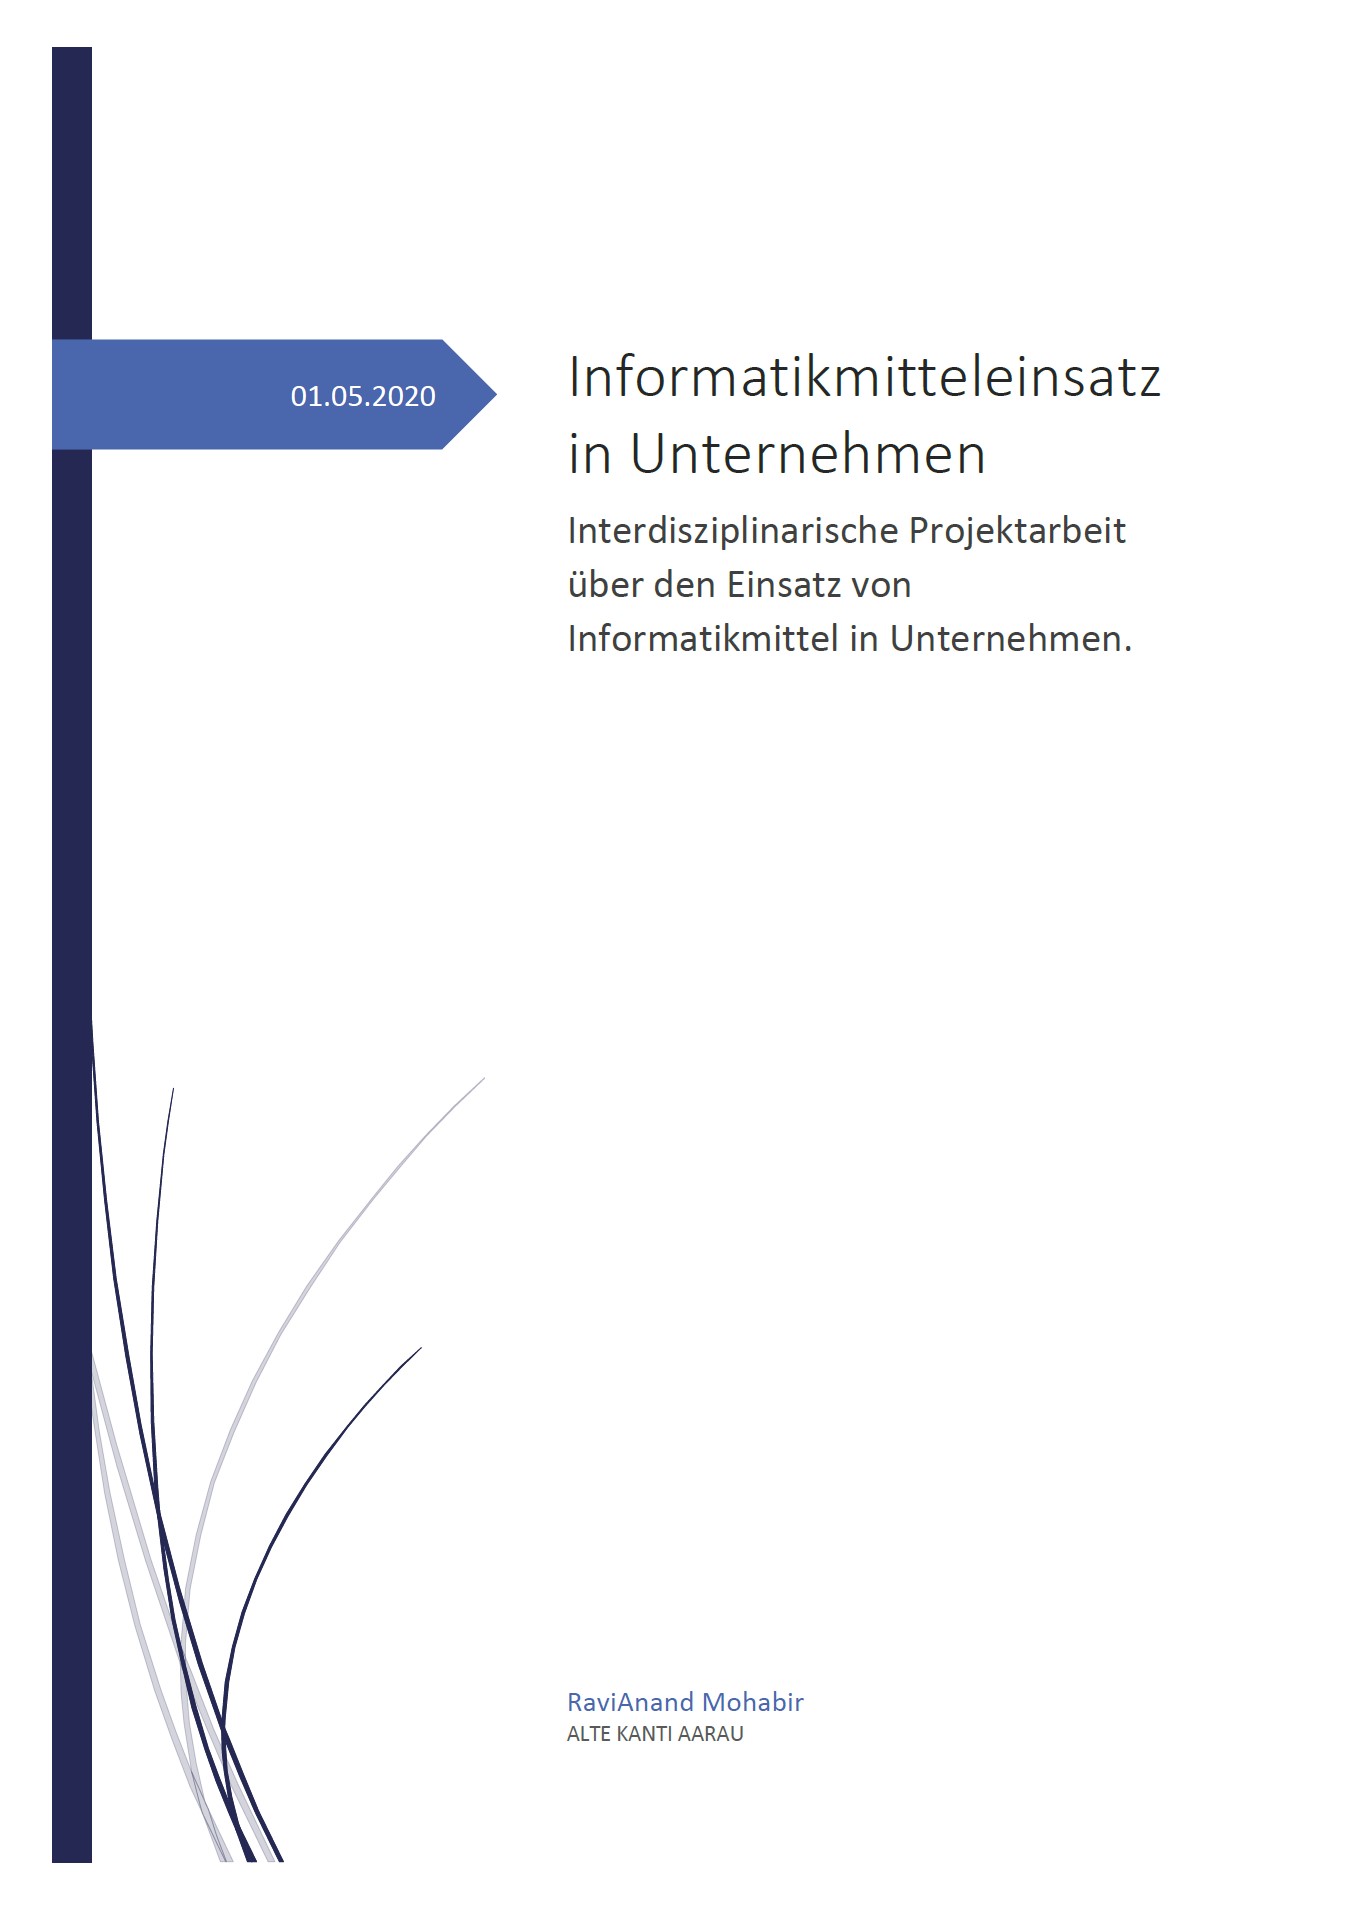 01.05.2020
Informatikmitteleinsatz
in Unternehmen
Interdisziplinarische Projektarbeit
über den Einsatz von
Informatikmittel in Unternehmen.
RaviAnand Mohabir
ALTE KANTI AARAU